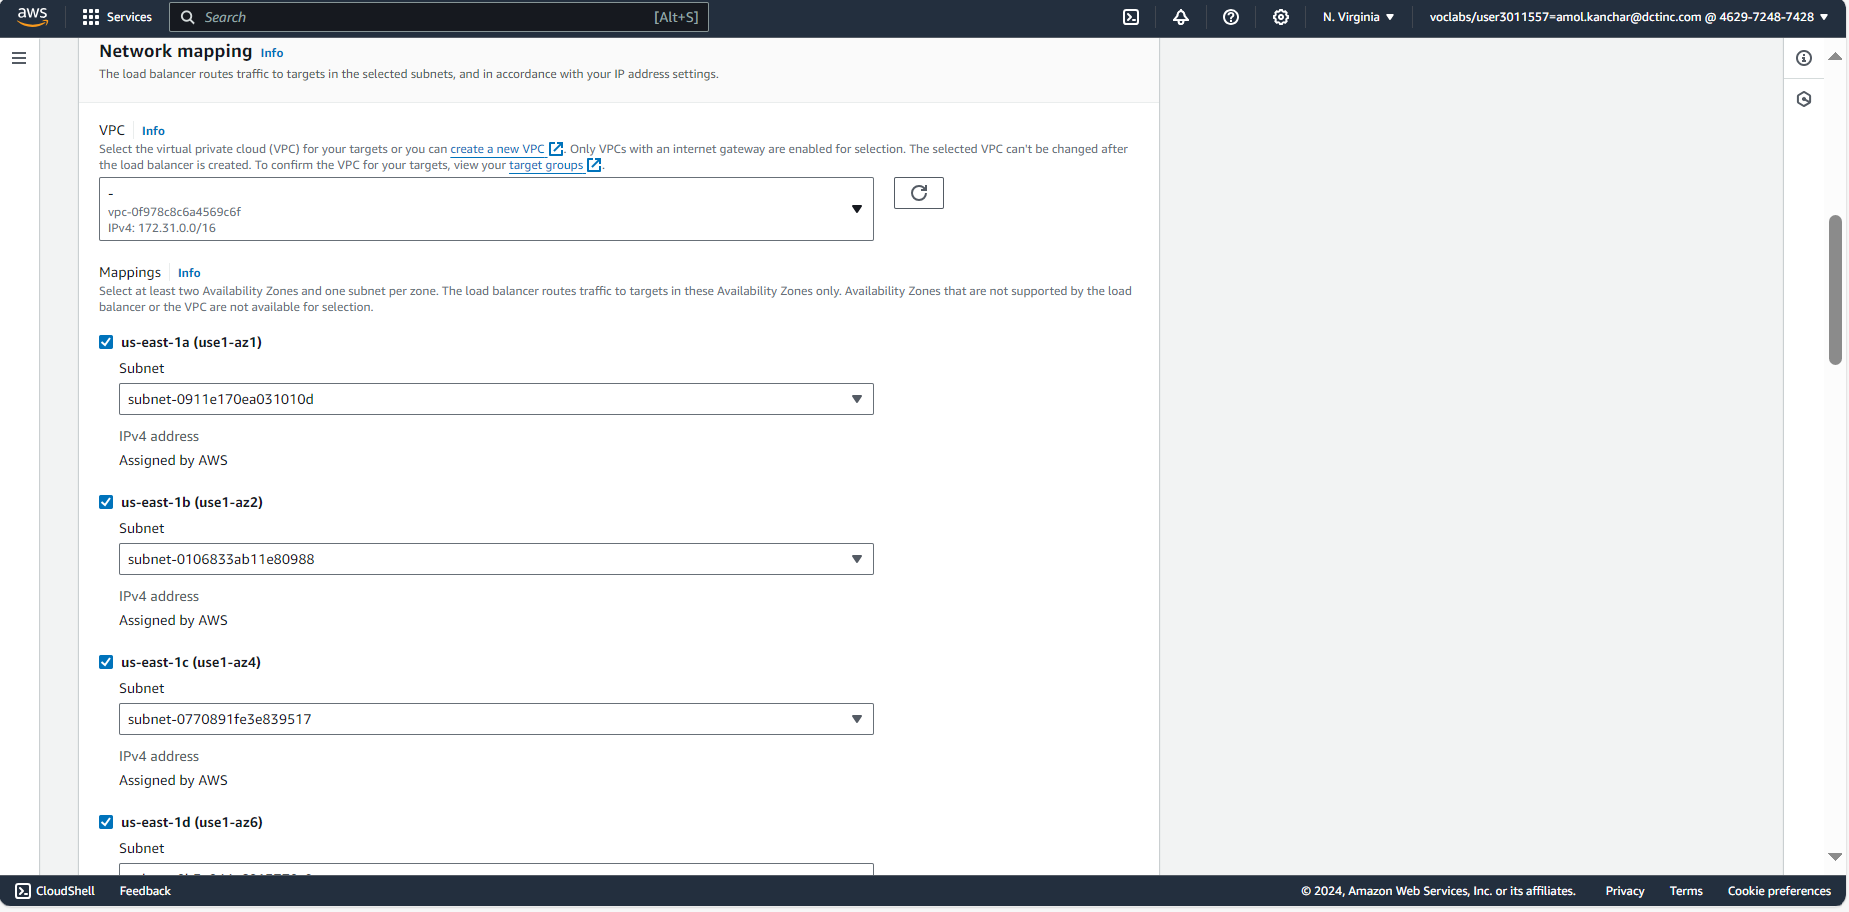 aws
Services
Search
[Alt+S]
N. Virginia
voclabs/user3011557=amol.kanchar@dctinc.com @ 4629-7248-7428
Network mapping Info
The load balancer routes traffic to targets in the selected subnets, and in accordance with your IP address settings.
VPC Info
Select the virtual private cloud (VPC) for your targets or you can create a new VPC. Only VPCs with an internet gateway are enabled for selection. The selected VPC can't be changed after
the load balancer is created. To confirm the VPC for your targets, view your target groups.
-
vpc-0f978c8c6a4569c6f
IPv4: 172.31.0.0/16
Mappings Info
Select at least two Availability Zones and one subnet per zone. The load balancer routes traffic to targets in these Availability Zones only. Availability Zones that are not supported by the load
balancer or the VPC are not available for selection.
us-east-1a (use1-az1)
Subnet
subnet-0911e170ea031010d
IPv4 address
Assigned by AWS
us-east-1b (use1-az2)
Subnet
subnet-0106833ab11e80988
IPv4 address
Assigned by AWS
us-east-1c (use1-az4)
Subnet
subnet-0770891fe3e839517
IPv4 address
Assigned by AWS
us-east-1d (use1-az6)
Subnet
CloudShell
Feedback
© 2024, Amazon Web Services, Inc. or its affiliates.
Privacy
Terms
Cookie preferences